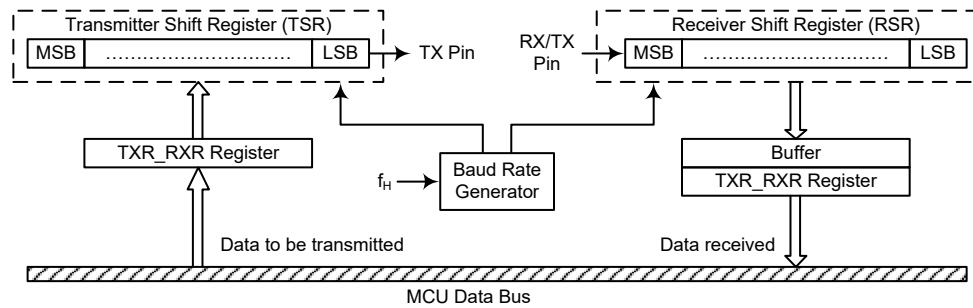 Transmitter Shift Register (TSR)
MSB ………………………… LSB
TX Pin
RX/TX
Pin
Receiver Shift Register (RSR)
MSB ………………………… LSB
TXR_RXR Register
fH
Baud Rate
Generator
Buffer
TXR_RXR Register
Data to be transmitted
Data received
MCU Data Bus